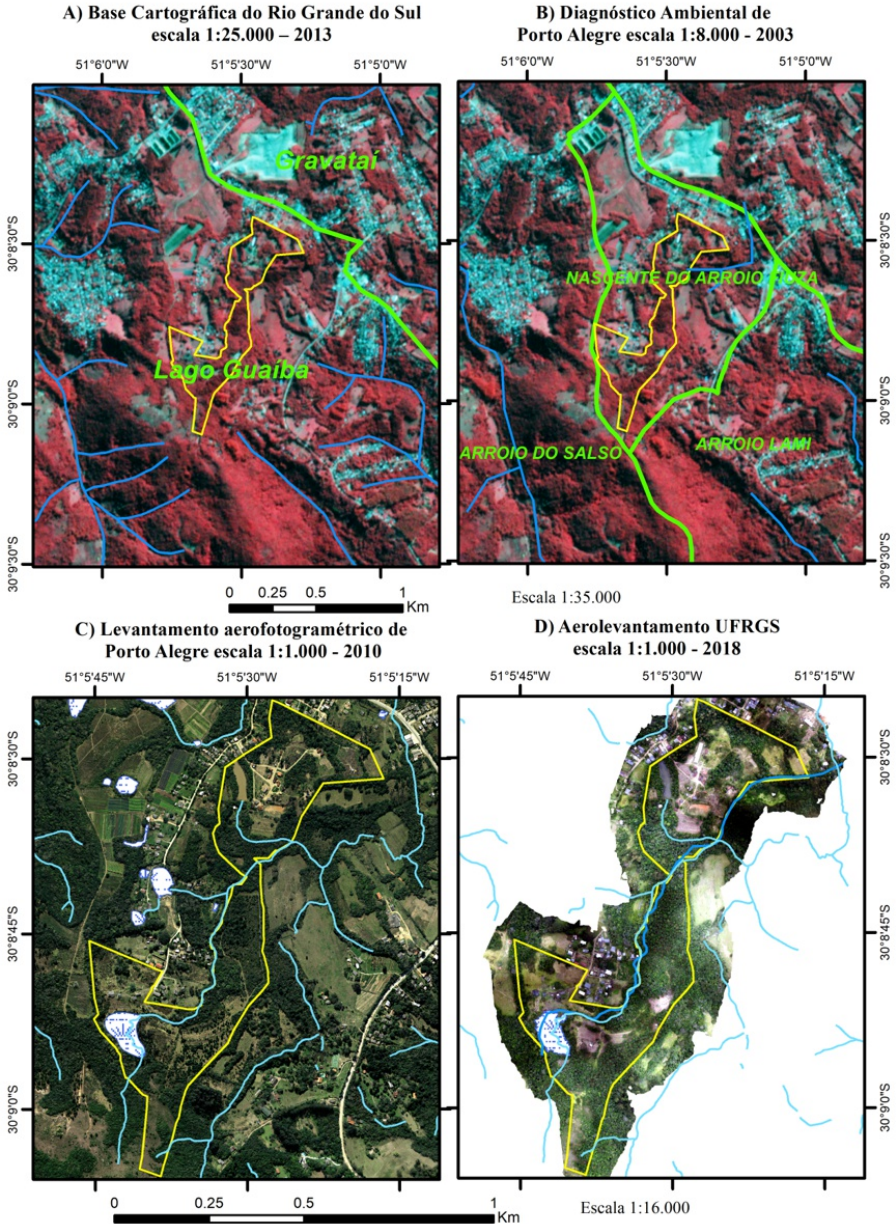 A) Base Cartográfica do Rio Grande do Sul
escala 1:25.000 – 2013
51°6'0"W 51°5'30"W 51°5'0"W
30°8'30"S
30°9'0"S
30°9'30"S
Gravataí
Lago Guaíba
0 0.25 0.5 1
Km
B) Diagnóstico Ambiental de
Porto Alegre escala 1:8.000 - 2003
51°6'0"W 51°5'30"W 51°5'0"W
30°8'30"S
30°9'0"S
30°9'30"S
NASCENTE DO ARROIO
ARROIO DO SALSO
ARROIO LAMI
Escala 1:35.000
C) Levantamento aerofotogramétrico de
Porto Alegre escala 1:1.000 - 2010
51°5'45"W 51°5'30"W 51°5'15"W
30°8'30"S
30°8'45"S
30°9'0"S
0 0.25 0.5 1
Km
D) Aerolevantamento UFRGS
escala 1:1.000 - 2018
51°5'45"W 51°5'30"W 51°5'15"W
30°8'30"S
30°8'45"S
30°9'0"S
Escala 1:16.000